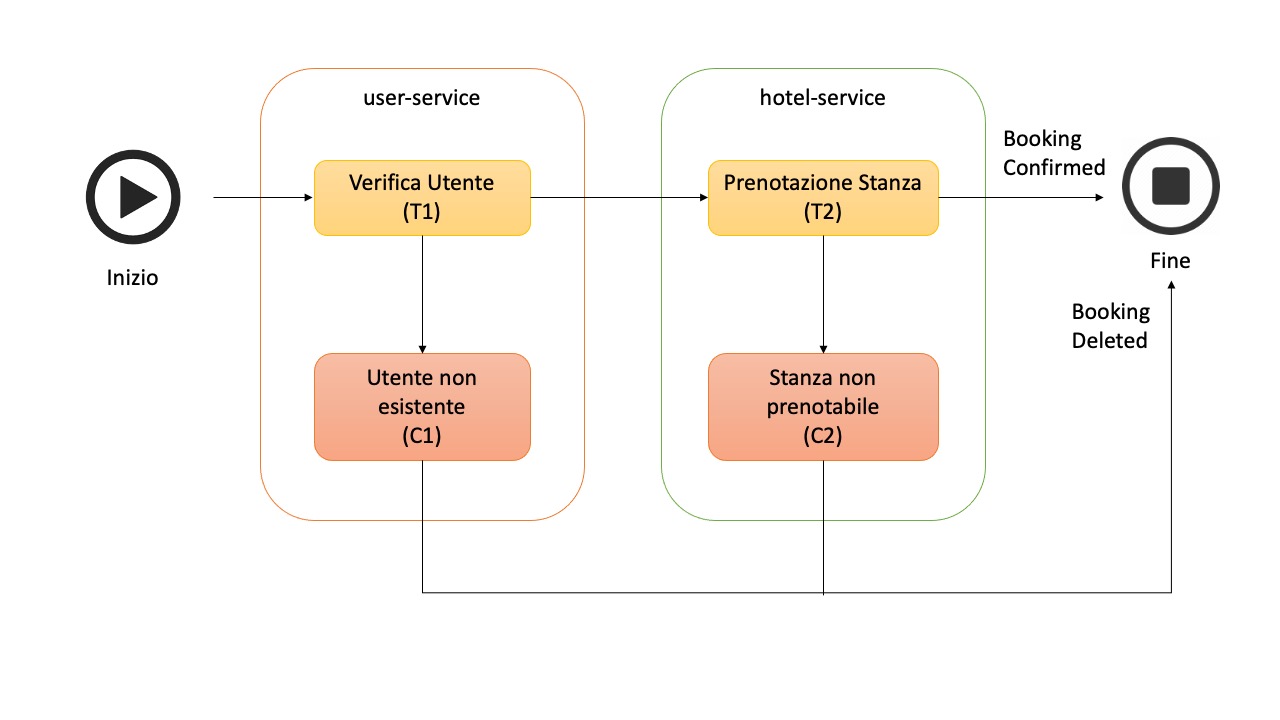 user-service
hotel-service
Booking
Confirmed
Verifica Utente
(T1)
Prenotazione Stanza
(T2)
Inizio
Fine
Booking
Deleted
Utente non
esistente
(C1)
Stanza non
prenotabile
(C2)